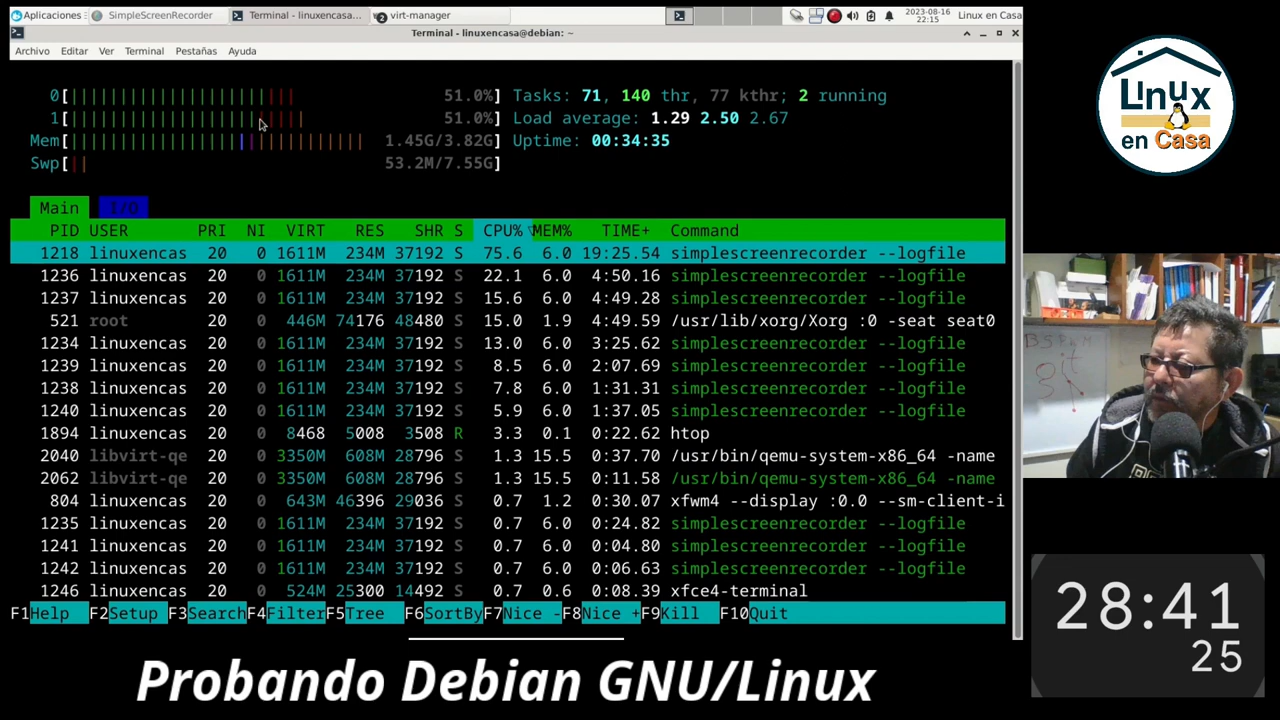 Aplicaciones
SimpleScreenRecorder
Terminal - linuxencasa...
virt-manager
2023-08-16
22:15
Linux en Casa
Terminal - linuxencasa@debian: ~
Archivo Editar Ver Terminal Pestañas Ayuda
0[ 51.0%] Tasks: 71, 140 thr, 77 kthr; 2 running
1[ 51.0%] Load average: 1.29 2.50 2.67
Mem[ 1.45G/3.82G] Uptime: 00:34:35
Swp[ 53.2M/7.55G]
Main I/O
PID USER PRI NI VIRT RES SHR S CPU%▽MEM% TIME+ Command
1218 linuxencas 20 0 1611M 234M 37192 S 75.6 6.0 19:25.54 simplescreenrecorder --logfile
1236 linuxencas 20 0 1611M 234M 37192 S 22.1 6.0 4:50.16 simplescreenrecorder --logfile
1237 linuxencas 20 0 1611M 234M 37192 S 15.6 6.0 4:49.28 simplescreenrecorder --logfile
521 root 20 0 446M 74176 48480 S 15.0 1.9 4:49.59 /usr/lib/xorg/Xorg :0 -seat seat0
1234 linuxencas 20 0 1611M 234M 37192 S 13.0 6.0 3:25.62 simplescreenrecorder --logfile
1239 linuxencas 20 0 1611M 234M 37192 S 8.5 6.0 2:07.69 simplescreenrecorder --logfile
1238 linuxencas 20 0 1611M 234M 37192 S 7.8 6.0 1:31.31 simplescreenrecorder --logfile
1240 linuxencas 20 0 1611M 234M 37192 S 5.9 6.0 1:37.05 simplescreenrecorder --logfile
1894 linuxencas 20 0 8468 5008 3508 R 3.3 0.1 0:22.62 htop
2040 libvirt-qe 20 0 3350M 608M 28796 S 1.3 15.5 0:37.70 /usr/bin/qemu-system-x86_64 -name
2062 libvirt-qe 20 0 3350M 608M 28796 S 1.3 15.5 0:11.58 /usr/bin/qemu-system-x86_64 -name
804 linuxencas 20 0 643M 46396 29036 S 0.7 1.2 0:30.07 xfwm4 --display :0.0 --sm-client-i
1235 linuxencas 20 0 1611M 234M 37192 S 0.7 6.0 0:24.82 simplescreenrecorder --logfile
1241 linuxencas 20 0 1611M 234M 37192 S 0.7 6.0 0:04.80 simplescreenrecorder --logfile
1242 linuxencas 20 0 1611M 234M 37192 S 0.7 6.0 0:06.63 simplescreenrecorder --logfile
1246 linuxencas 20 0 524M 25300 14492 S 0.7 0.6 0:08.39 xfce4-terminal
F1Help F2Setup F3SearchF4FilterF5Tree F6SortByF7Nice -F8Nice +F9Kill F10Quit
Linux
en Casa
git
28:41
25
Probando Debian GNU/Linux